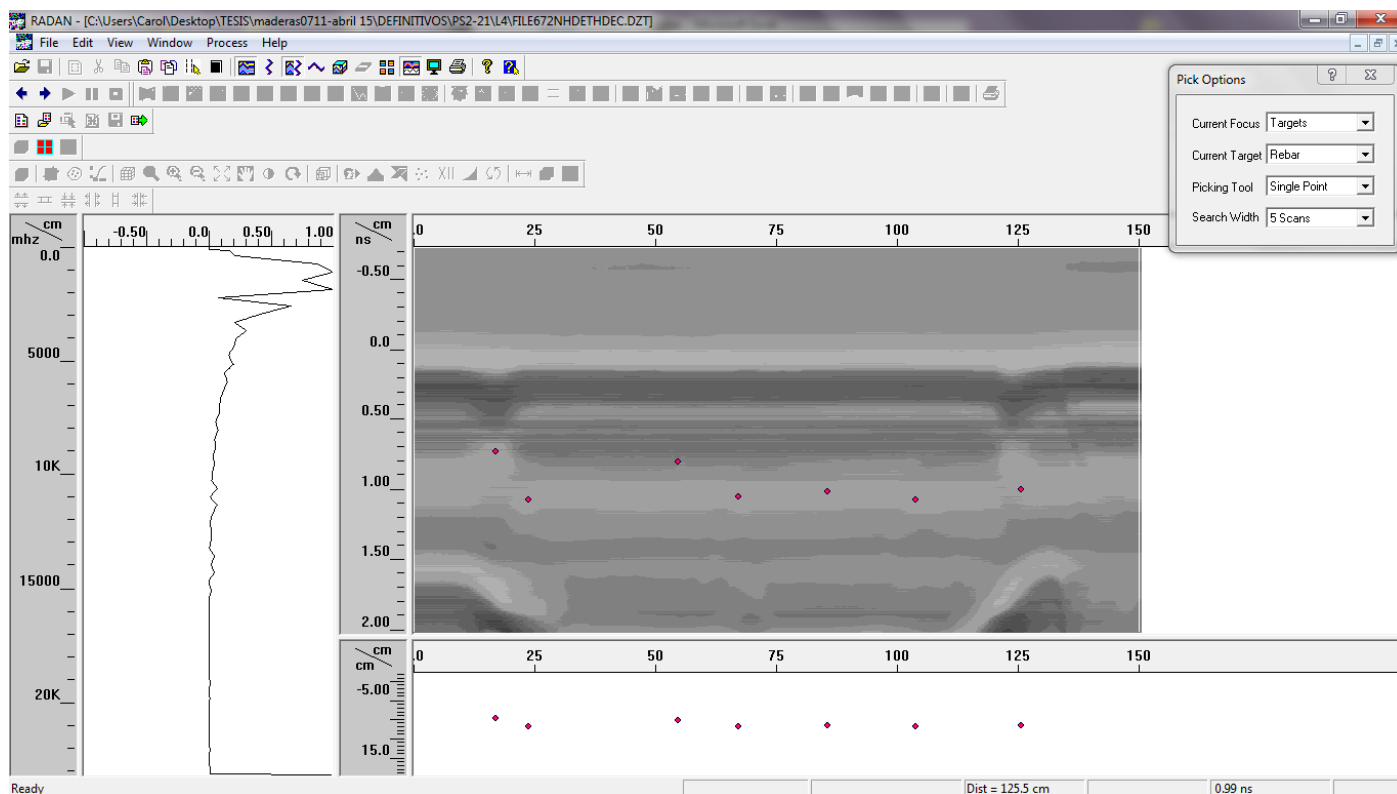 RADAN - [C:\Users\Carol\Desktop\TESIS\maderas0711-abril 15\DEFINITIVOS\PS2-21\L4\FILE672NHDETHDEC.DZT]
File Edit View Window Process Help
Pick Options
Current Focus Targets
Current Target Rebar
Picking Tool Single Point
Search Width 5 Scans
XII
cm
mhz
-0.50 0.0 0.50 1.00
0.0
5000
10K
15000
20K
cm
ns
.0 25 50 75 100 125 150
-0.50
0.0
0.50
1.00
1.50
2.00
cm
cm
.0 25 50 75 100 125 150
-5.00
15.0
Ready Dist = 125.5 cm 0.99 ns